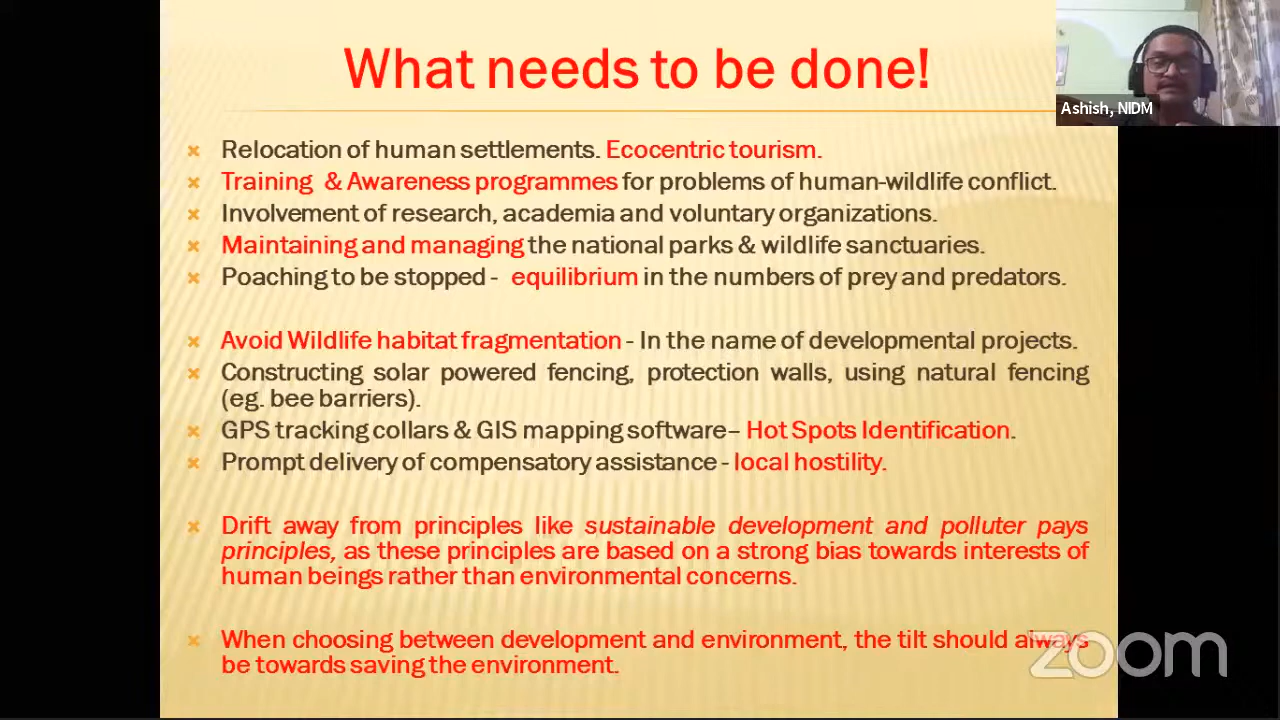 What needs to be done!
Ashish, NIDM
Relocation of human settlements. Ecocentric tourism.
Training & Awareness programmes for problems of human-wildlife conflict.
Involvement of research, academia and voluntary organizations.
Maintaining and managing the national parks & wildlife sanctuaries.
Poaching to be stopped - equilibrium in the numbers of prey and predators.
Avoid Wildlife habitat fragmentation - In the name of developmental projects.
Constructing solar powered fencing, protection walls, using natural fencing
(eg. bee barriers).
GPS tracking collars & GIS mapping software– Hot Spots Identification.
Prompt delivery of compensatory assistance - local hostility.
Drift away from principles like sustainable development and polluter pays
principles, as these principles are based on a strong bias towards interests of
human beings rather than environmental concerns.
When choosing between development and environment, the tilt should always
be towards saving the environment.
zoom